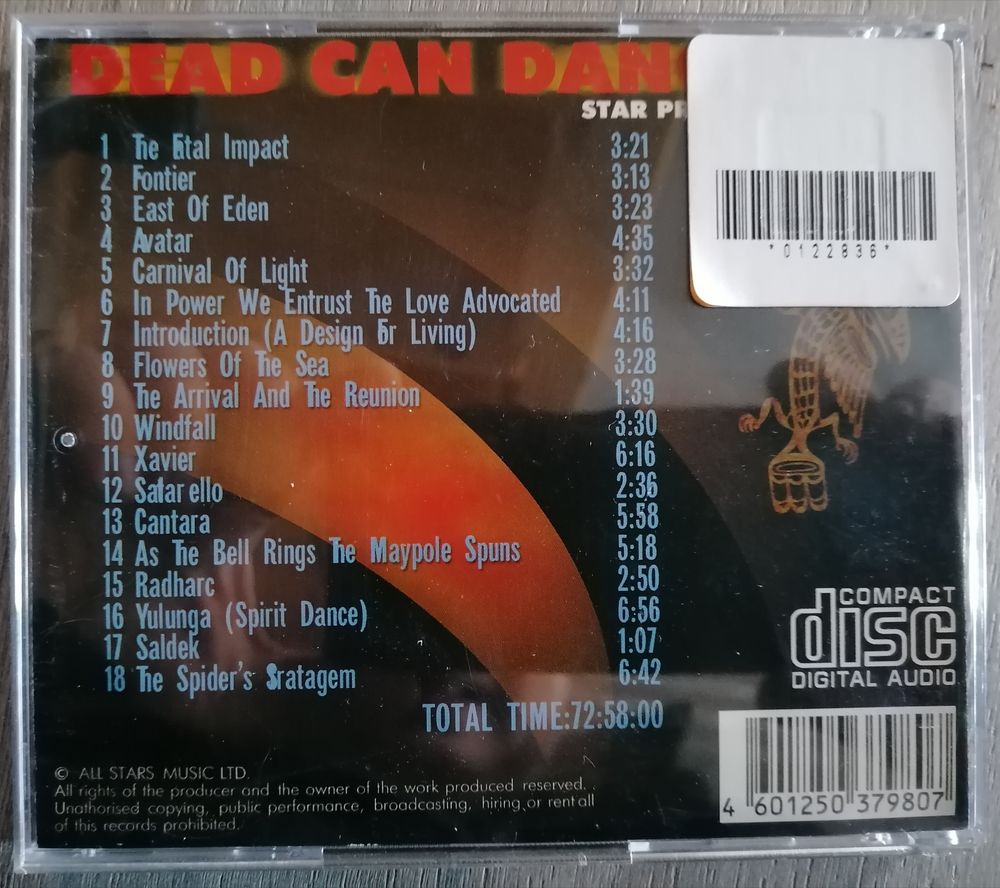 DEAD CAN DANC
STAR PR
*0122836*
1 The Fatal Impact 3:21
2 Fontier 3:13
3 East Of Eden 3:23
4 Avatar 4:35
5 Carnival Of Light 3:32
6 In Power We Entrust The Love Advocated 4:11
7 Introduction (A Design For Living) 4:16
8 Flowers Of The Sea 3:28
9 The Arrival And The Reunion 1:39
10 Windfall 3:30
11 Xavier 6:16
12 Saltarello 2:36
13 Cantara 5:58
14 As The Bell Rings The Maypole Spuns 5:18
15 Radharc 2:50
16 Yulunga (Spirit Dance) 6:56
17 Saldek 1:07
18 The Spider's Stratagem 6:42
TOTAL TIME:72:58:00
COMPACT
disc
DIGITAL AUDIO
© ALL STARS MUSIC LTD.
All rights of the producer and the owner of the work produced reserved.
Unathorised copying, public performance, broadcasting, hiring,or rent all
of this records prohibited.
4 601250 379807